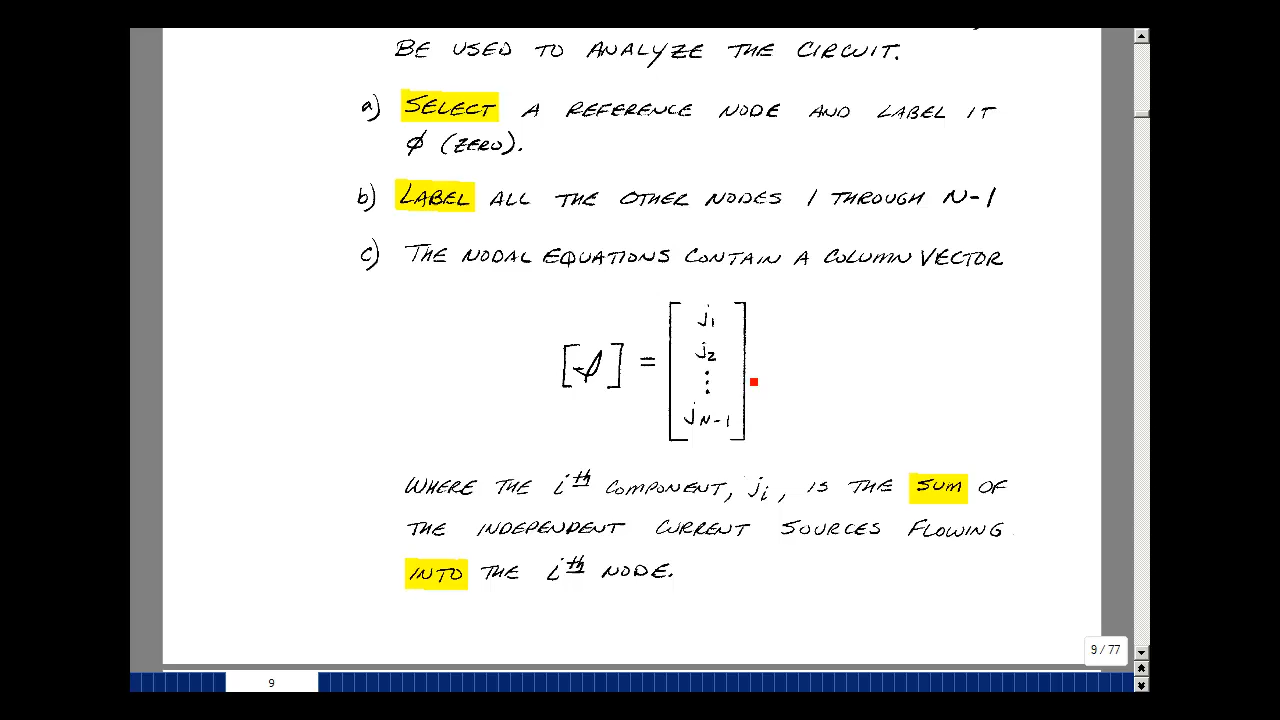 BE USED TO ANALYZE THE CIRCUIT.
a) SELECT A REFERENCE NODE AND LABEL IT
φ (ZERO).
b) LABEL ALL THE OTHER NODES 1 THROUGH N-1
c) THE NODAL EQUATIONS CONTAIN A COLUMN VECTOR
[J] = [j1
j2
⋮
jN-1]
WHERE THE ith COMPONENT, ji, IS THE SUM OF
THE INDEPENDENT CURRENT SOURCES FLOWING
INTO THE ith NODE.
9 / 77
9